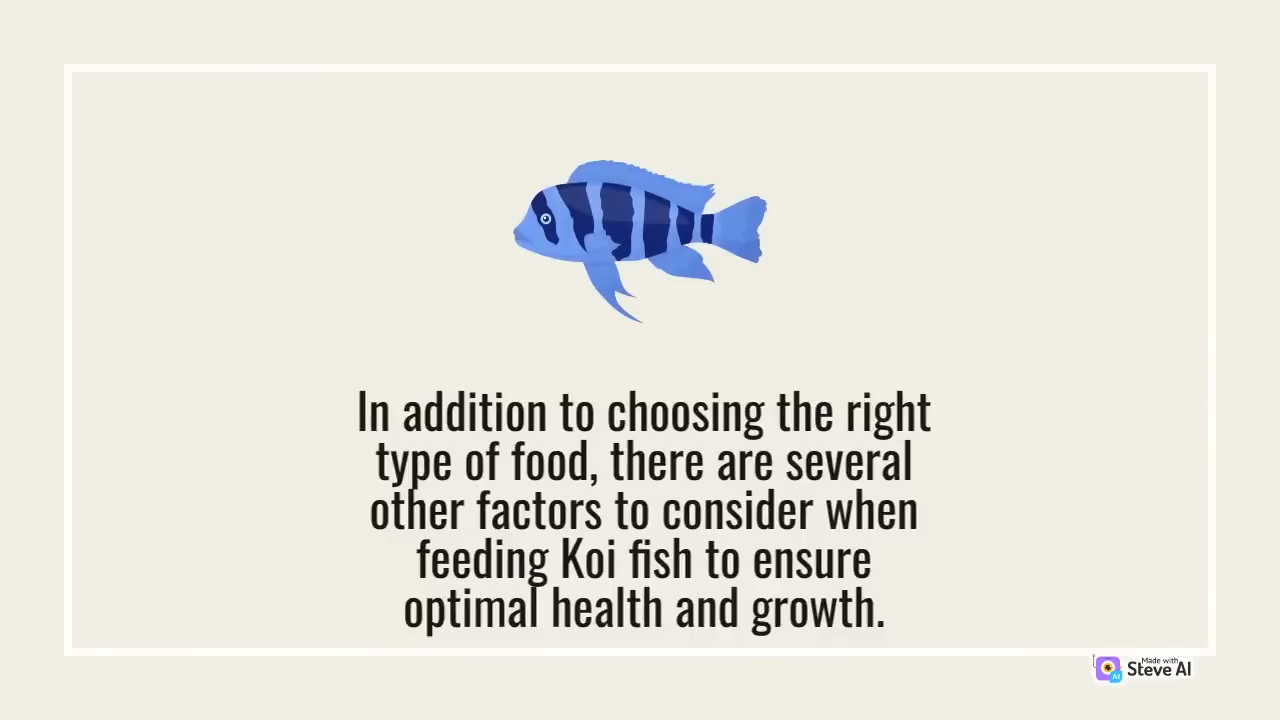 In addition to choosing the right
type of food, there are several
other factors to consider when
feeding Koi fish to ensure
optimal health and growth.
Made with
Steve AI
AI